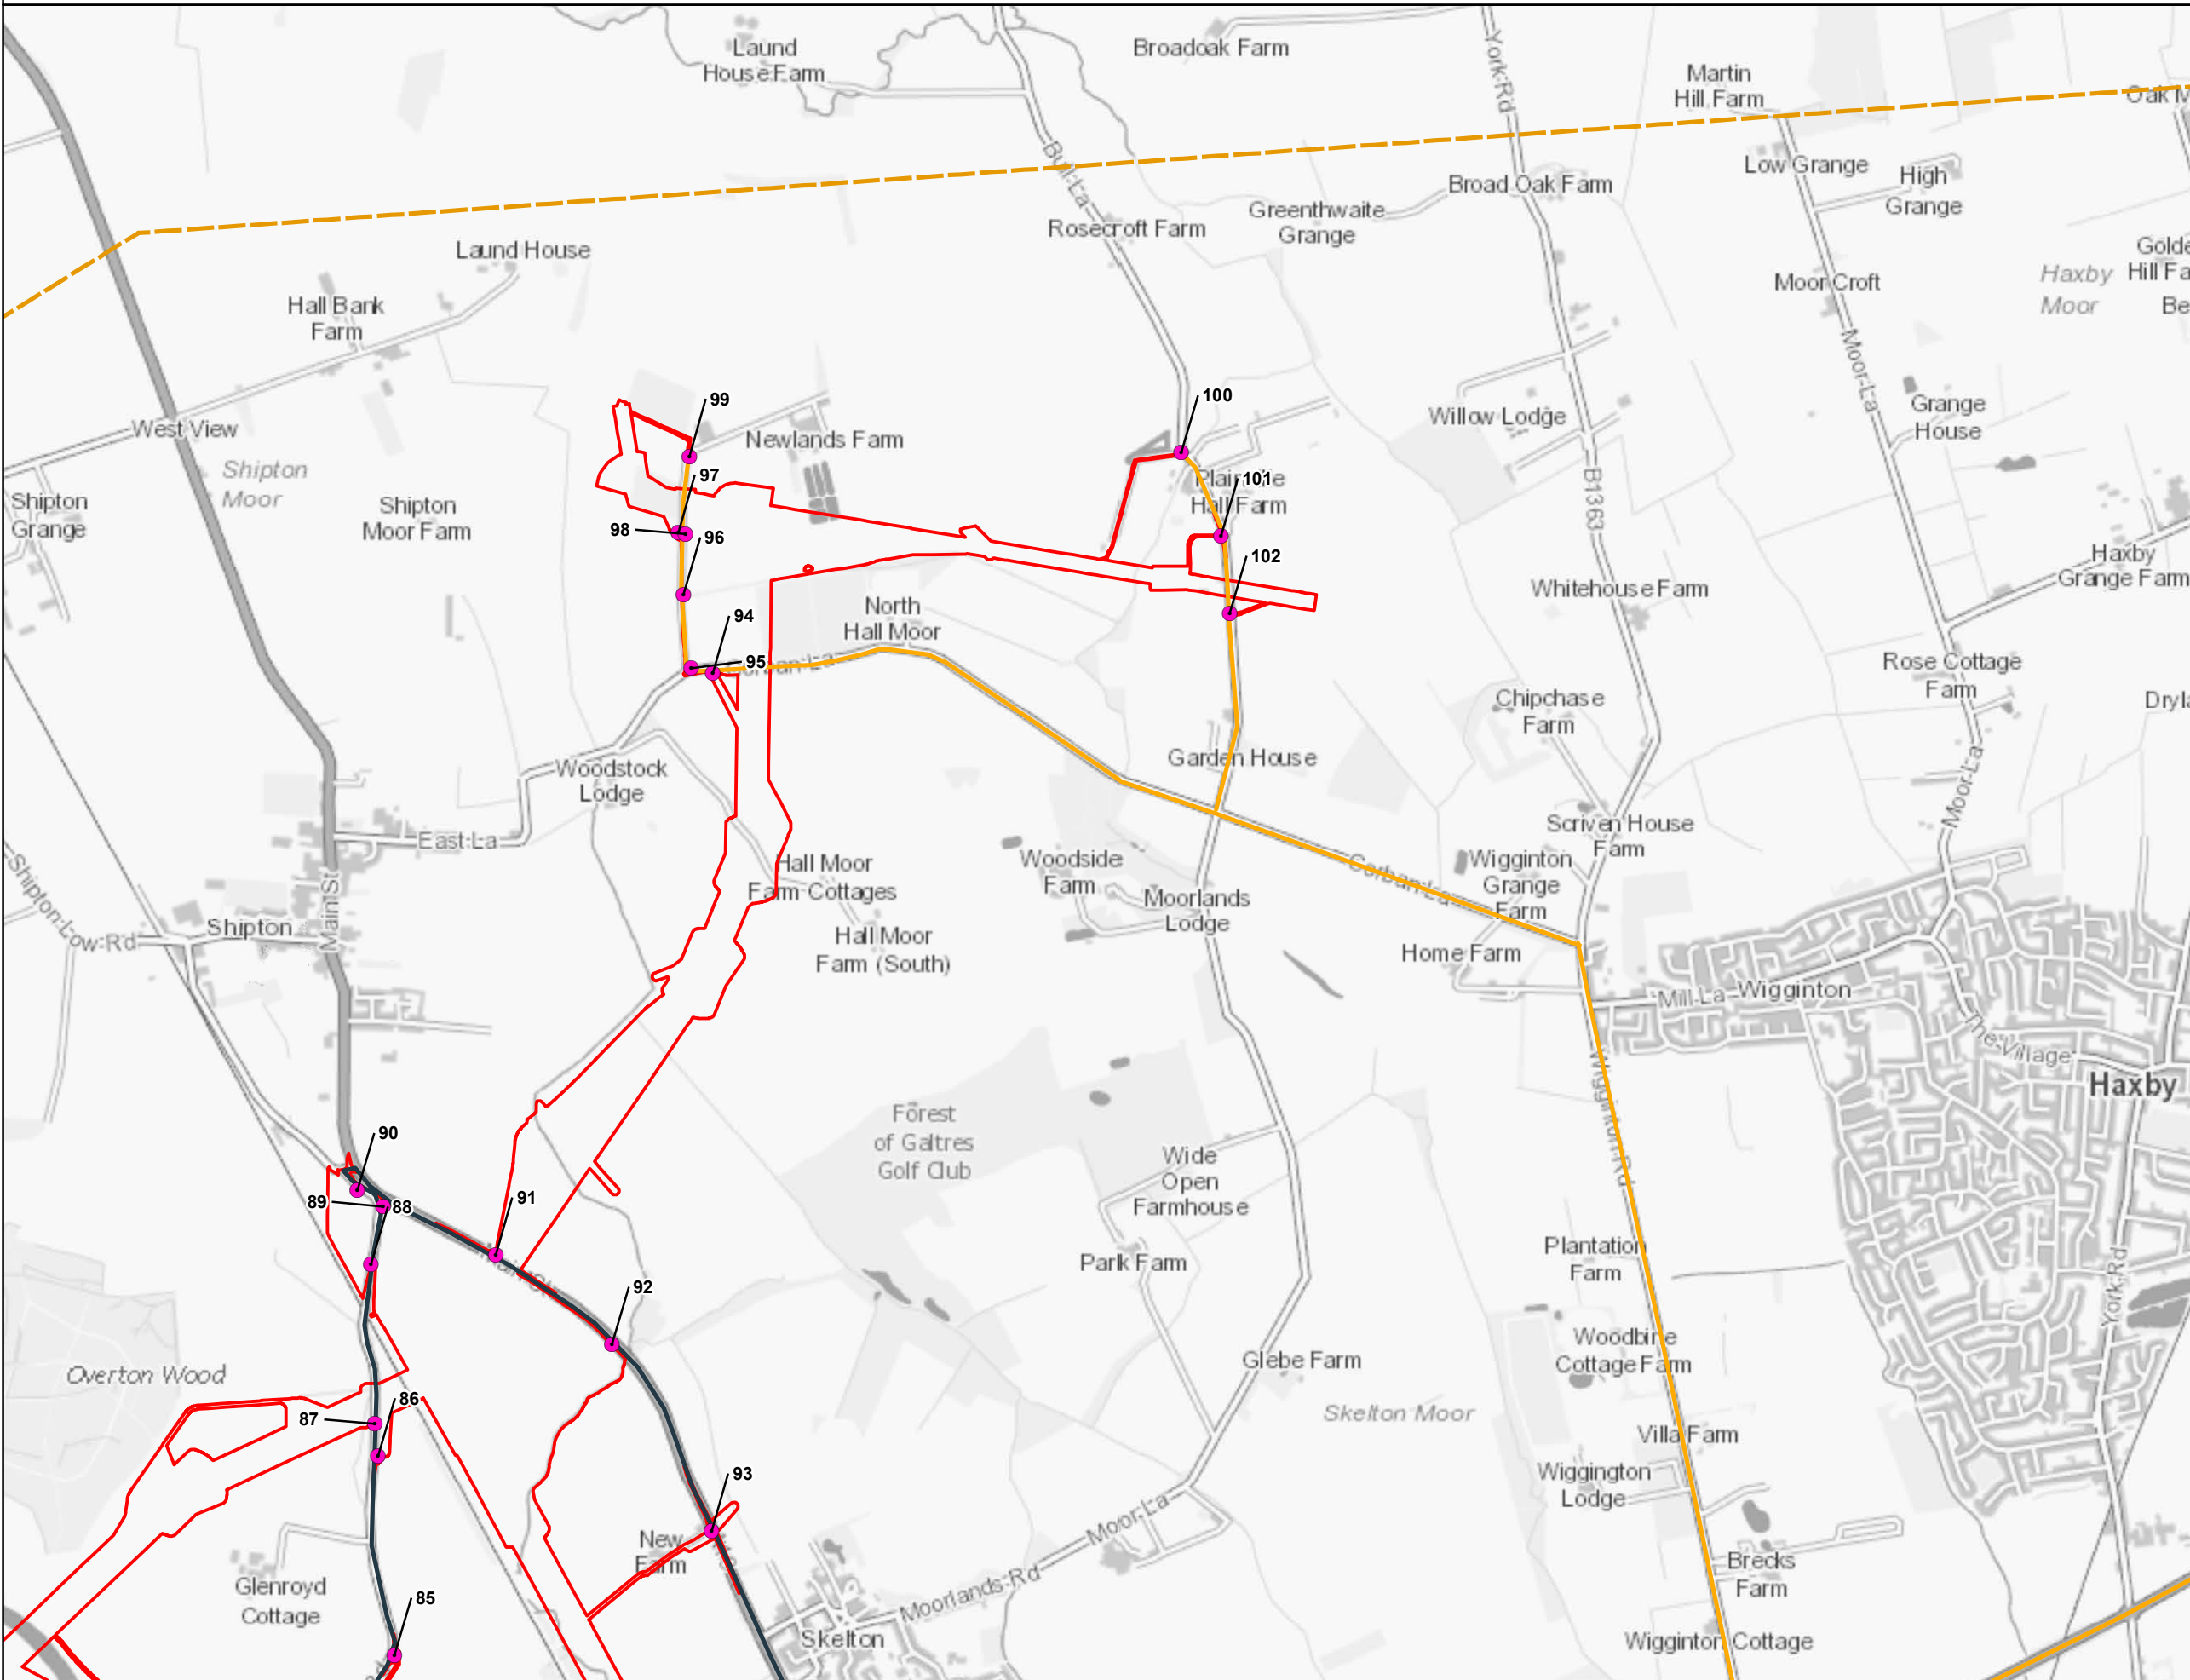 Laund
House Farm
Broadoak Farm
York Rd
Martin
Hill Farm
Oak M
Bull La
Low Grange
High
Grange
Broad Oak Farm
Greenthwaite
Grange
Rosecroft Farm
Laund House
Hall Bank
Farm
Moor Croft
Haxby
Moor
Golde
Hill Fa
Be
Moor La
99
100
West View
Newlands Farm
Willow Lodge
Grange
House
Shipton
Moor
97
101
Hall Farm
B1363
Shipton
Grange
Shipton
Moor Farm
98
96
102
Haxby
Grange Farm
Whitehouse Farm
North
Hall Moor
94
95
Corban La
Rose Cottage
Farm
Chipchase
Farm
Dryla
Garden House
Woodstock
Lodge
Moor La
East La
Scriven House
Farm
Hall Moor
Farm Cottages
Woodside
Farm
Corban La
Wigginton
Grange
Farm
Moorlands
Lodge
Shipton Low Rd
Main St
Shipton
Hall Moor
Farm (South)
Home Farm
Mill La
Wigginton
The Village
Haxby
Wigginton Rd
Forest
of Galtres
Golf Club
90
Wide
Open
Farmhouse
89
88
91
Main St
Park Farm
Plantation
Farm
York Rd
92
Woodbine
Cottage Farm
Overton Wood
Glebe Farm
86
87
Skelton Moor
Villa Farm
93
Wiggington
Lodge
Moor La
New
Farm
Brecks
Farm
Glenroyd
Cottage
Moorlands Rd
85
Skelton
Wigginton Cottage